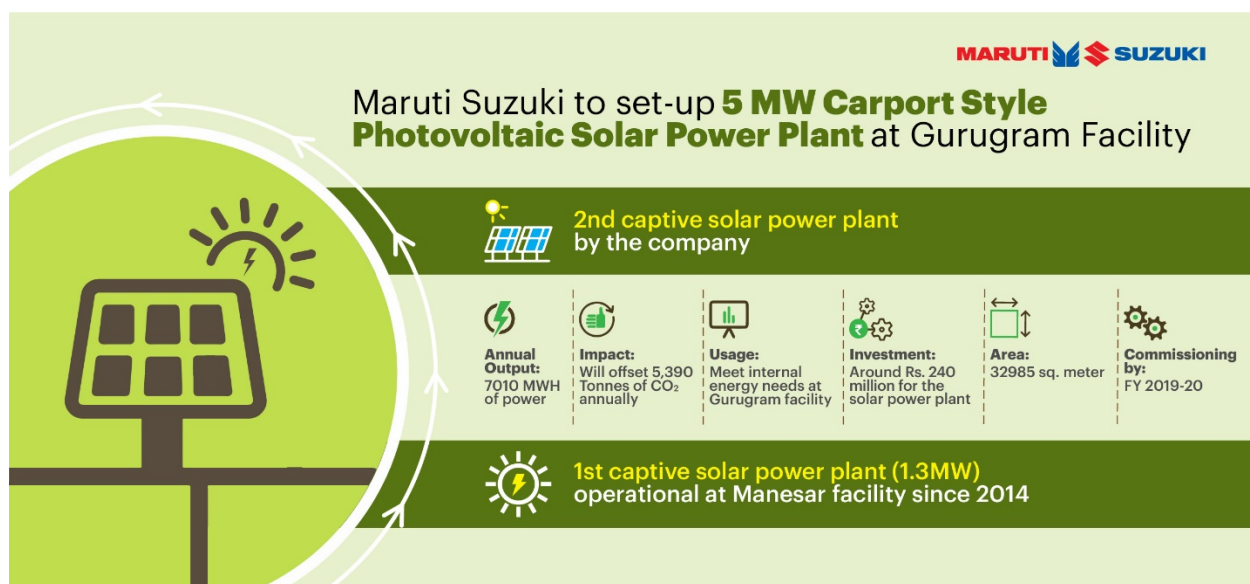 MARUTI SUZUKI
Maruti Suzuki to set-up 5 MW Carport Style
Photovoltaic Solar Power Plant at Gurugram Facility
2nd captive solar power plant
by the company
Annual
Output:
7010 MWH
of power
Impact:
Will offset 5,390
Tonnes of CO₂
annually
Usage:
Meet internal
energy needs at
Gurugram facility
₹
Investment:
Around Rs. 240
million for the
solar power plant
Area:
32985 sq. meter
Commissioning
by:
FY 2019-20
1st captive solar power plant (1.3MW)
operational at Manesar facility since 2014